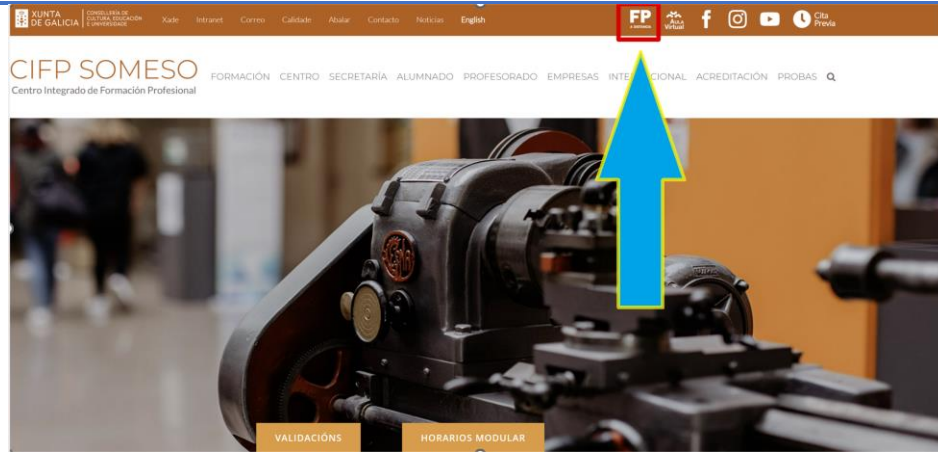 XUNTA
DE GALICIA
CONSELLERÍA DE
CULTURA, EDUCACIÓN
E UNIVERSIDADE
Xade Intranet Correo Calidade Abalar Contacto Noticias English
FP
A DISTANCIA
Aula
Virtual
Cita
Previa
CIFP SOMESO
Centro Integrado de Formación Profesional
FORMACIÓN CENTRO SECRETARÍA ALUMNADO PROFESORADO EMPRESAS CIONAL ACREDITACIÓN PROBAS
VALIDACIÓNS HORARIOS MODULAR